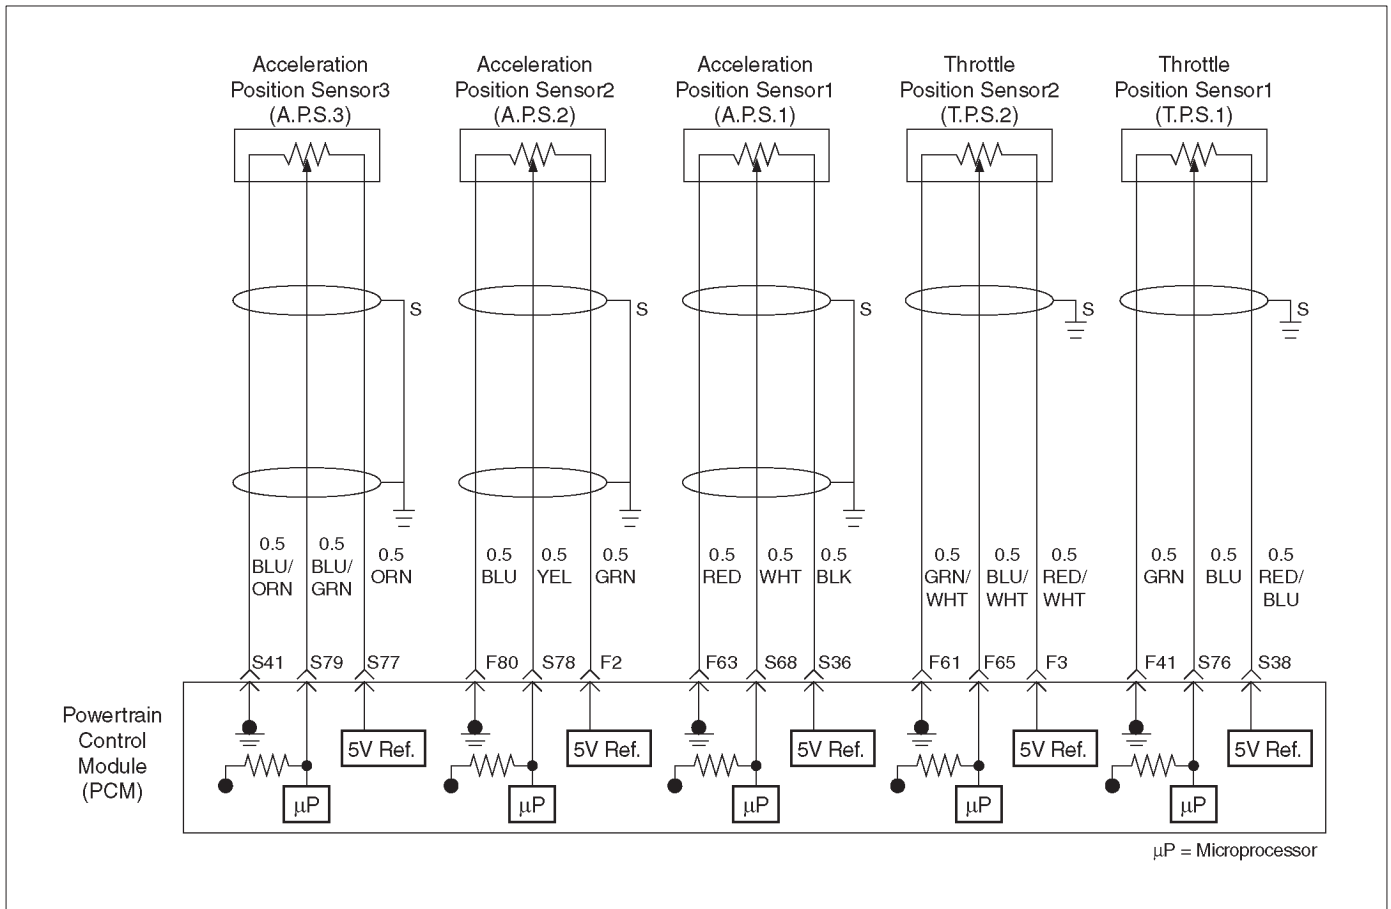 Acceleration
Position Sensor3
(A.P.S.3)
Acceleration
Position Sensor2
(A.P.S.2)
Acceleration
Position Sensor1
(A.P.S.1)
Throttle
Position Sensor2
(T.P.S.2)
Throttle
Position Sensor1
(T.P.S.1)
S
S
S
S
S
0.5
BLU/
ORN
0.5
BLU/
GRN
0.5
ORN
0.5
BLU
0.5
YEL
0.5
GRN
0.5
RED
0.5
WHT
0.5
BLK
0.5
GRN/
WHT
0.5
BLU/
WHT
0.5
RED/
WHT
0.5
GRN
0.5
BLU
0.5
RED/
BLU
S41
S79
S77
F80
S78
F2
F63
S68
S36
F61
F65
F3
F41
S76
S38
Powertrain
Control
Module
(PCM)
5V Ref.
5V Ref.
5V Ref.
5V Ref.
5V Ref.
µP
µP
µP
µP
µP
µP = Microprocessor